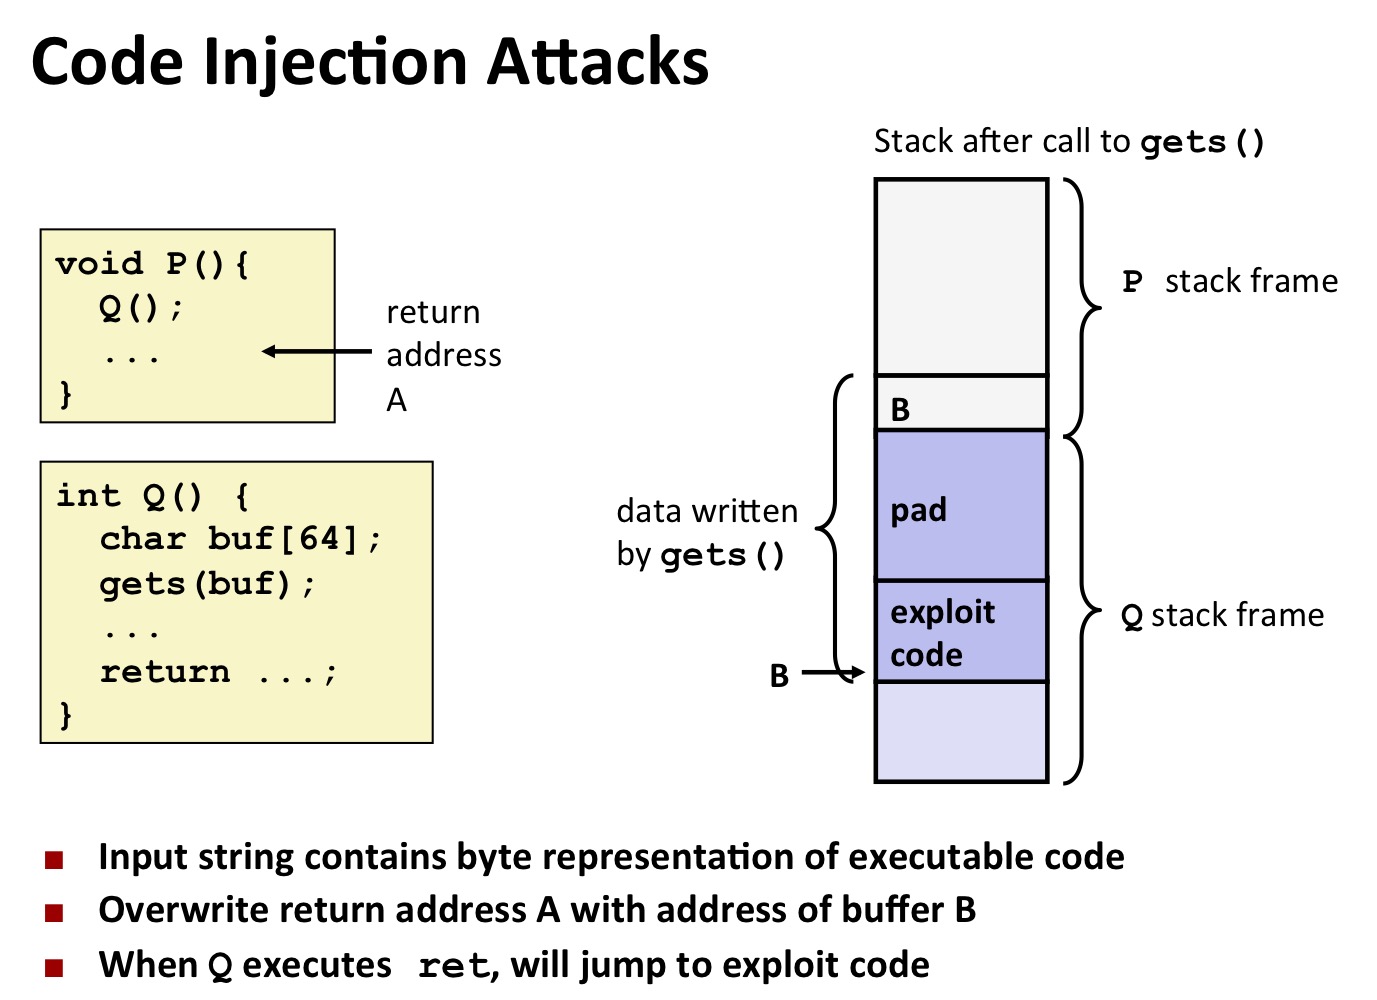 Code Injection Attacks
Stack after call to gets()
void P(){
Q();
...
}
return
address
A
int Q() {
char buf[64];
gets(buf);
...
return ...;
}
P stack frame
B
data written
by gets()
pad
exploit
code
B
Q stack frame
Input string contains byte representation of executable code
Overwrite return address A with address of buffer B
When Q executes ret, will jump to exploit code